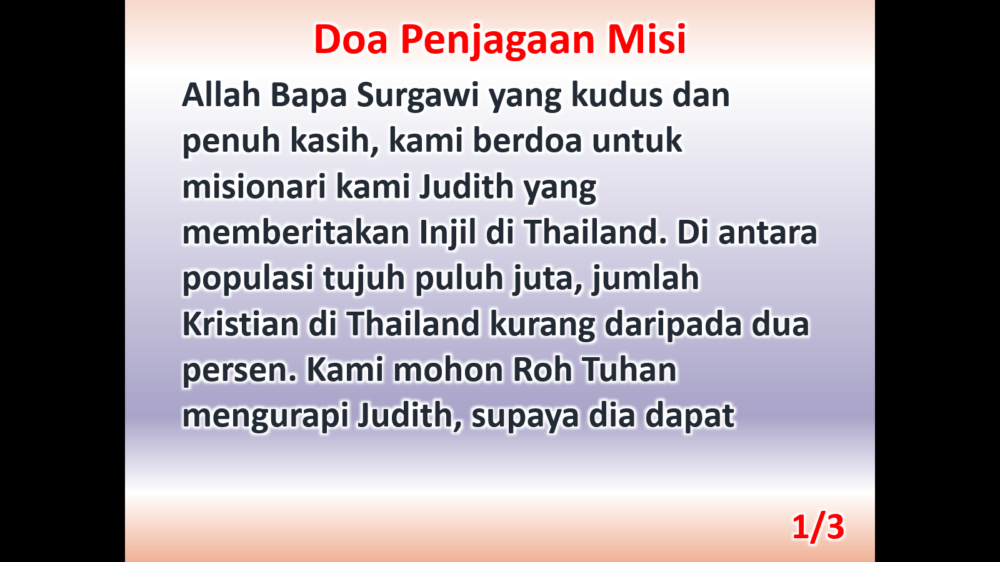 Doa Penjagaan Misi
Allah Bapa Surgawi yang kudus dan
penuh kasih, kami berdoa untuk
misionari kami Judith yang
memberitakan Injil di Thailand. Di antara
populasi tujuh puluh juta, jumlah
Kristian di Thailand kurang daripada dua
persen. Kami mohon Roh Tuhan
mengurapi Judith, supaya dia dapat
1/3